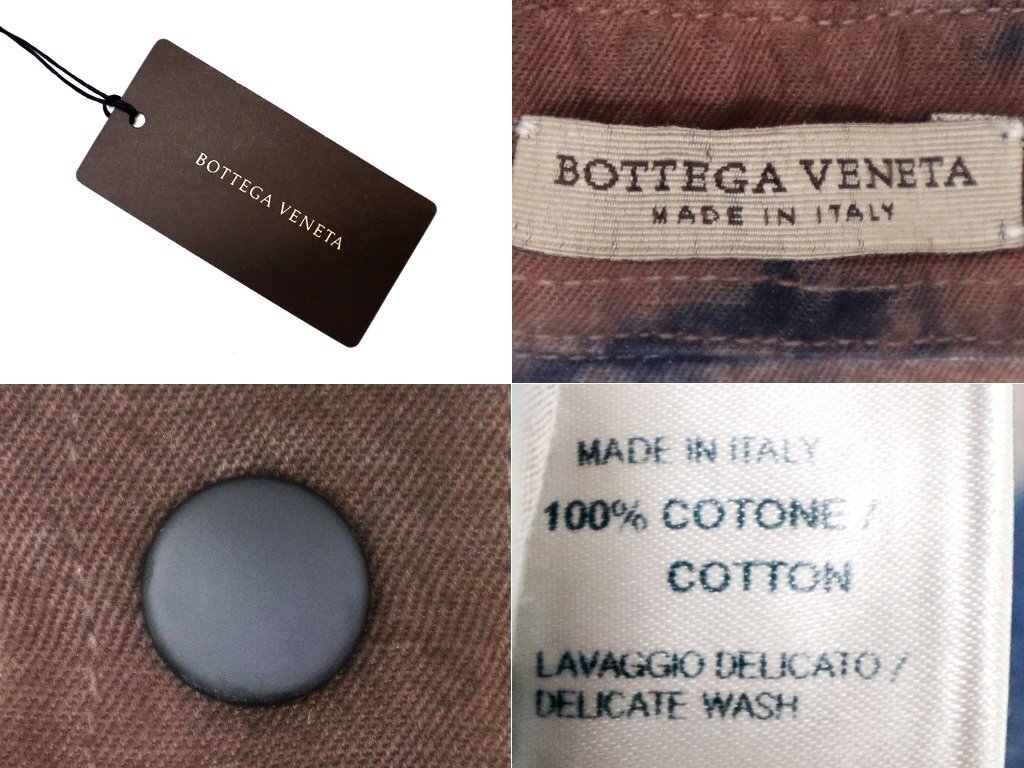 BOTTEGA VENETA
BOTTEGA VENETA
MADE IN ITALY
MADE IN ITALY
100% COTONE /
COTTON
LAVAGGIO DELICATO /
DELICATE WASH